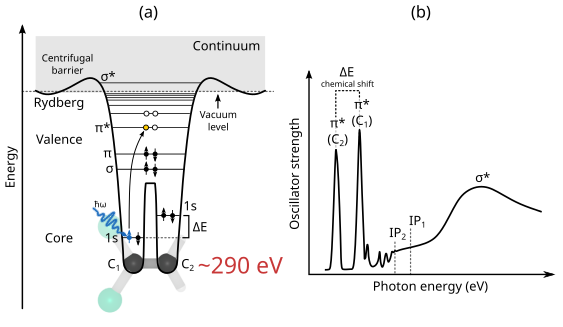 (a)
Continuum
Centrifugal
barrier
σ*
Rydberg
Vacuum
level
Valence
π*
π
σ
Energy
ħω
1s
ΔE
Core
1s
C₁
C₂
~290 eV
(b)
ΔE
chemical shift
π*
(C₁)
π*
(C₂)
σ*
IP₁
IP₂
Oscillator strength
Photon energy (eV)